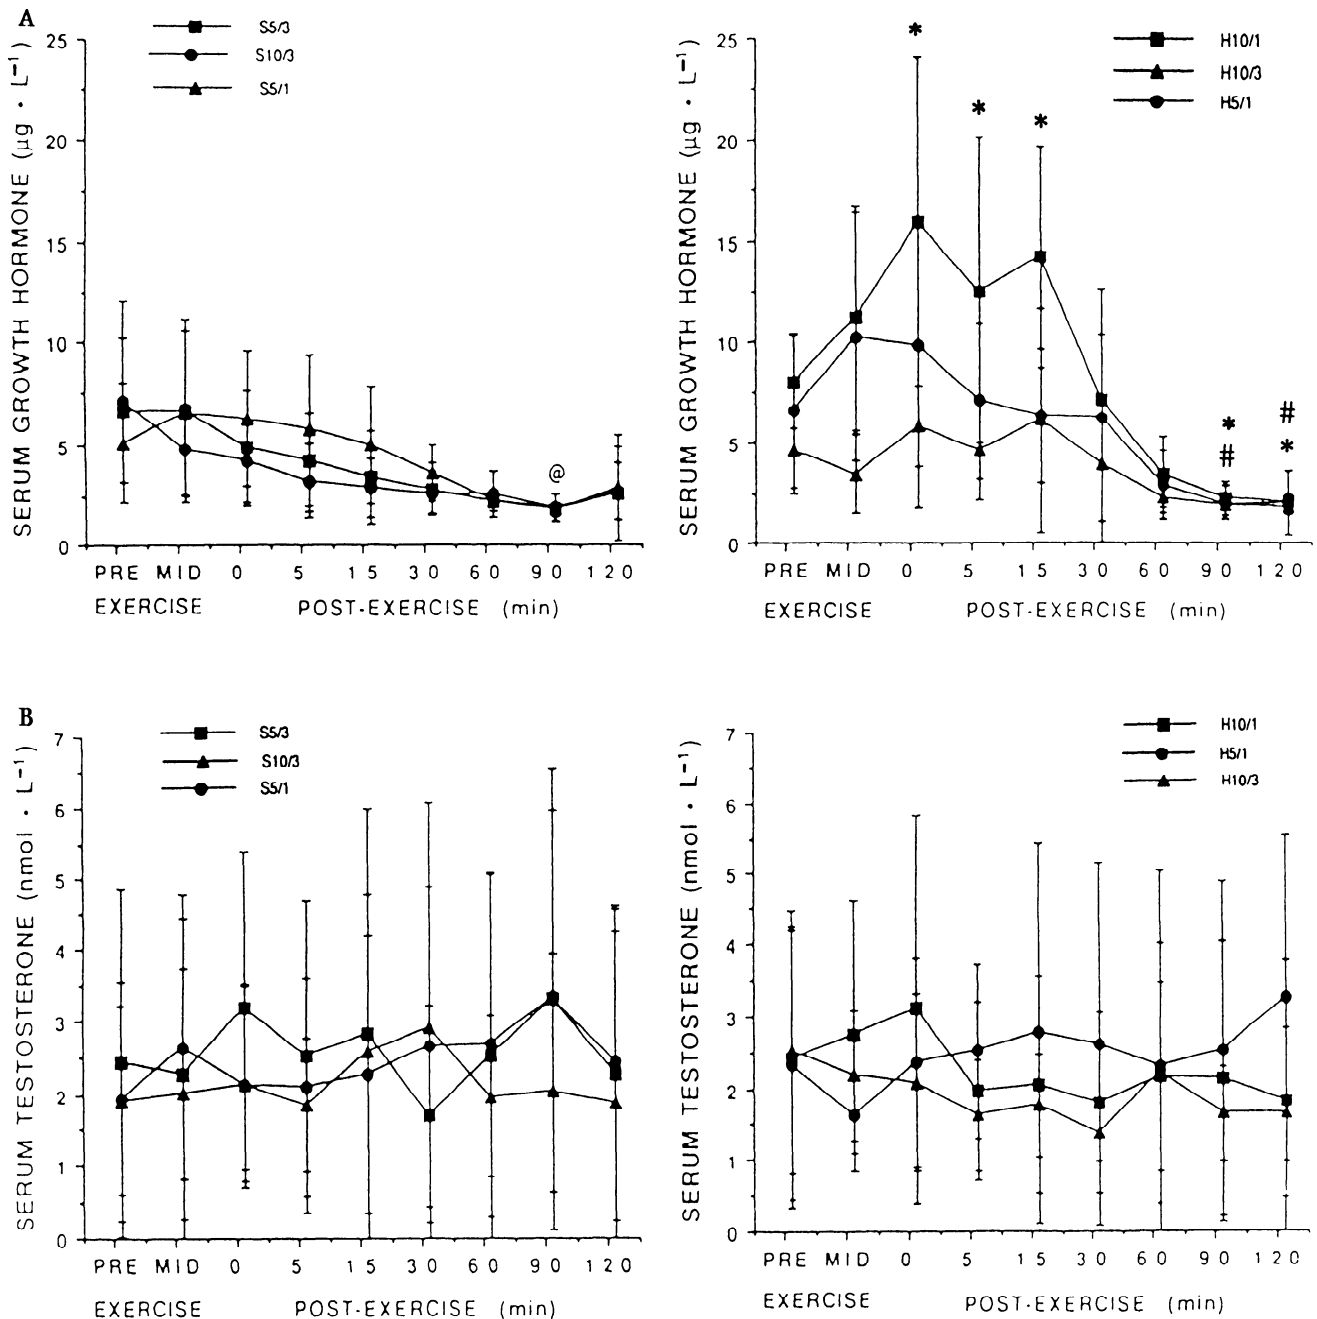 A
S5/3
S10/3
S5/1
SERUM GROWTH HORMONE (µg • L⁻¹)
25
20
15
10
5
0
@
PRE MID 0 5 15 30 60 90 120
EXERCISE POST-EXERCISE (min)
H10/1
H10/3
H5/1
SERUM GROWTH HORMONE (µg • L⁻¹)
25
20
15
10
5
0
* * *
* #
# *
PRE MID 0 5 15 30 60 90 120
EXERCISE POST-EXERCISE (min)
B
S5/3
S10/3
S5/1
SERUM TESTOSTERONE (nmol • L⁻¹)
7
6
5
4
3
2
1
0
PRE MID 0 5 15 30 60 90 120
EXERCISE POST-EXERCISE (min)
H10/1
H5/1
H10/3
SERUM TESTOSTERONE (nmol • L⁻¹)
7
6
5
4
3
2
1
0
PRE MID 0 5 15 30 60 90 120
EXERCISE POST-EXERCISE (min)